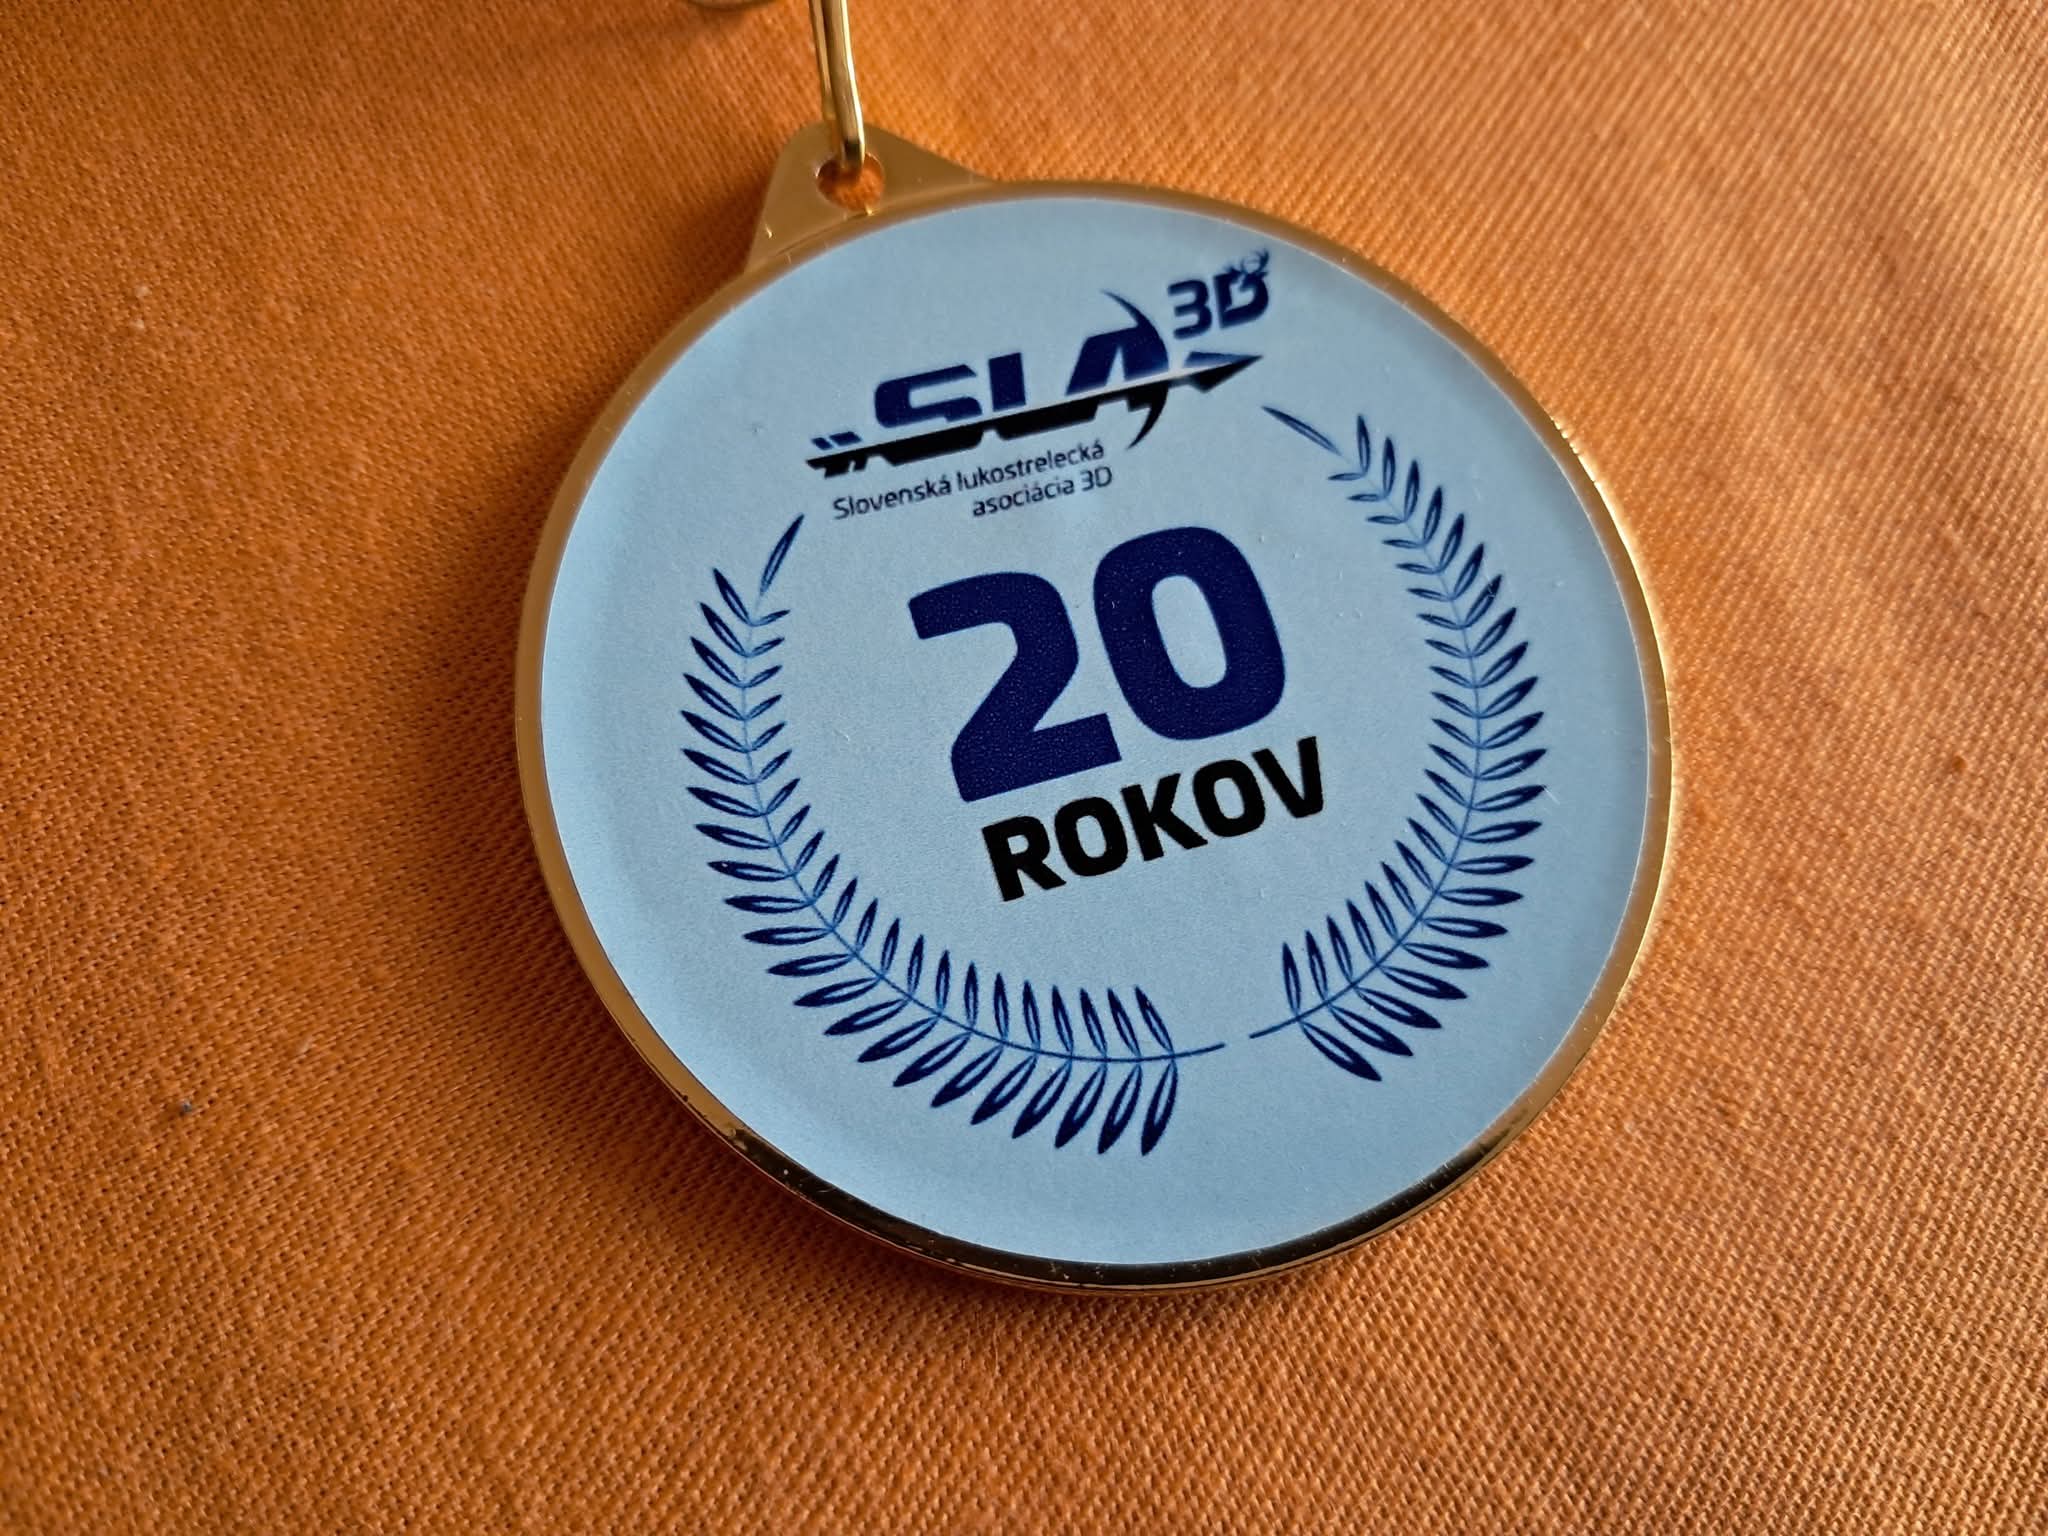 SLA 3D
Slovenská lukostrelecká
asociácia 3D
20
ROKOV